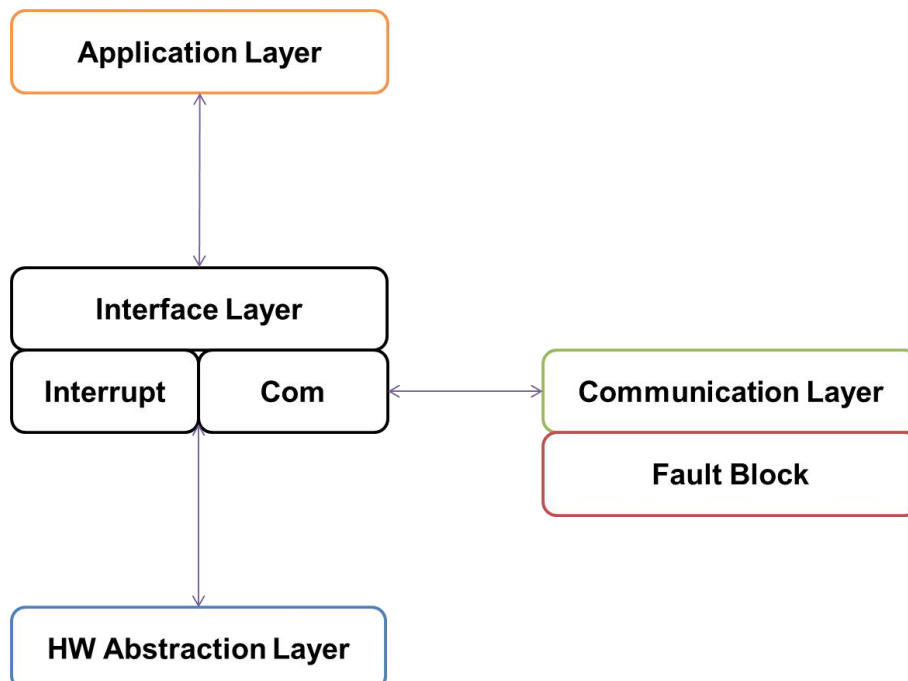 Application Layer
Interface Layer
Interrupt
Com
Communication Layer
Fault Block
HW Abstraction Layer